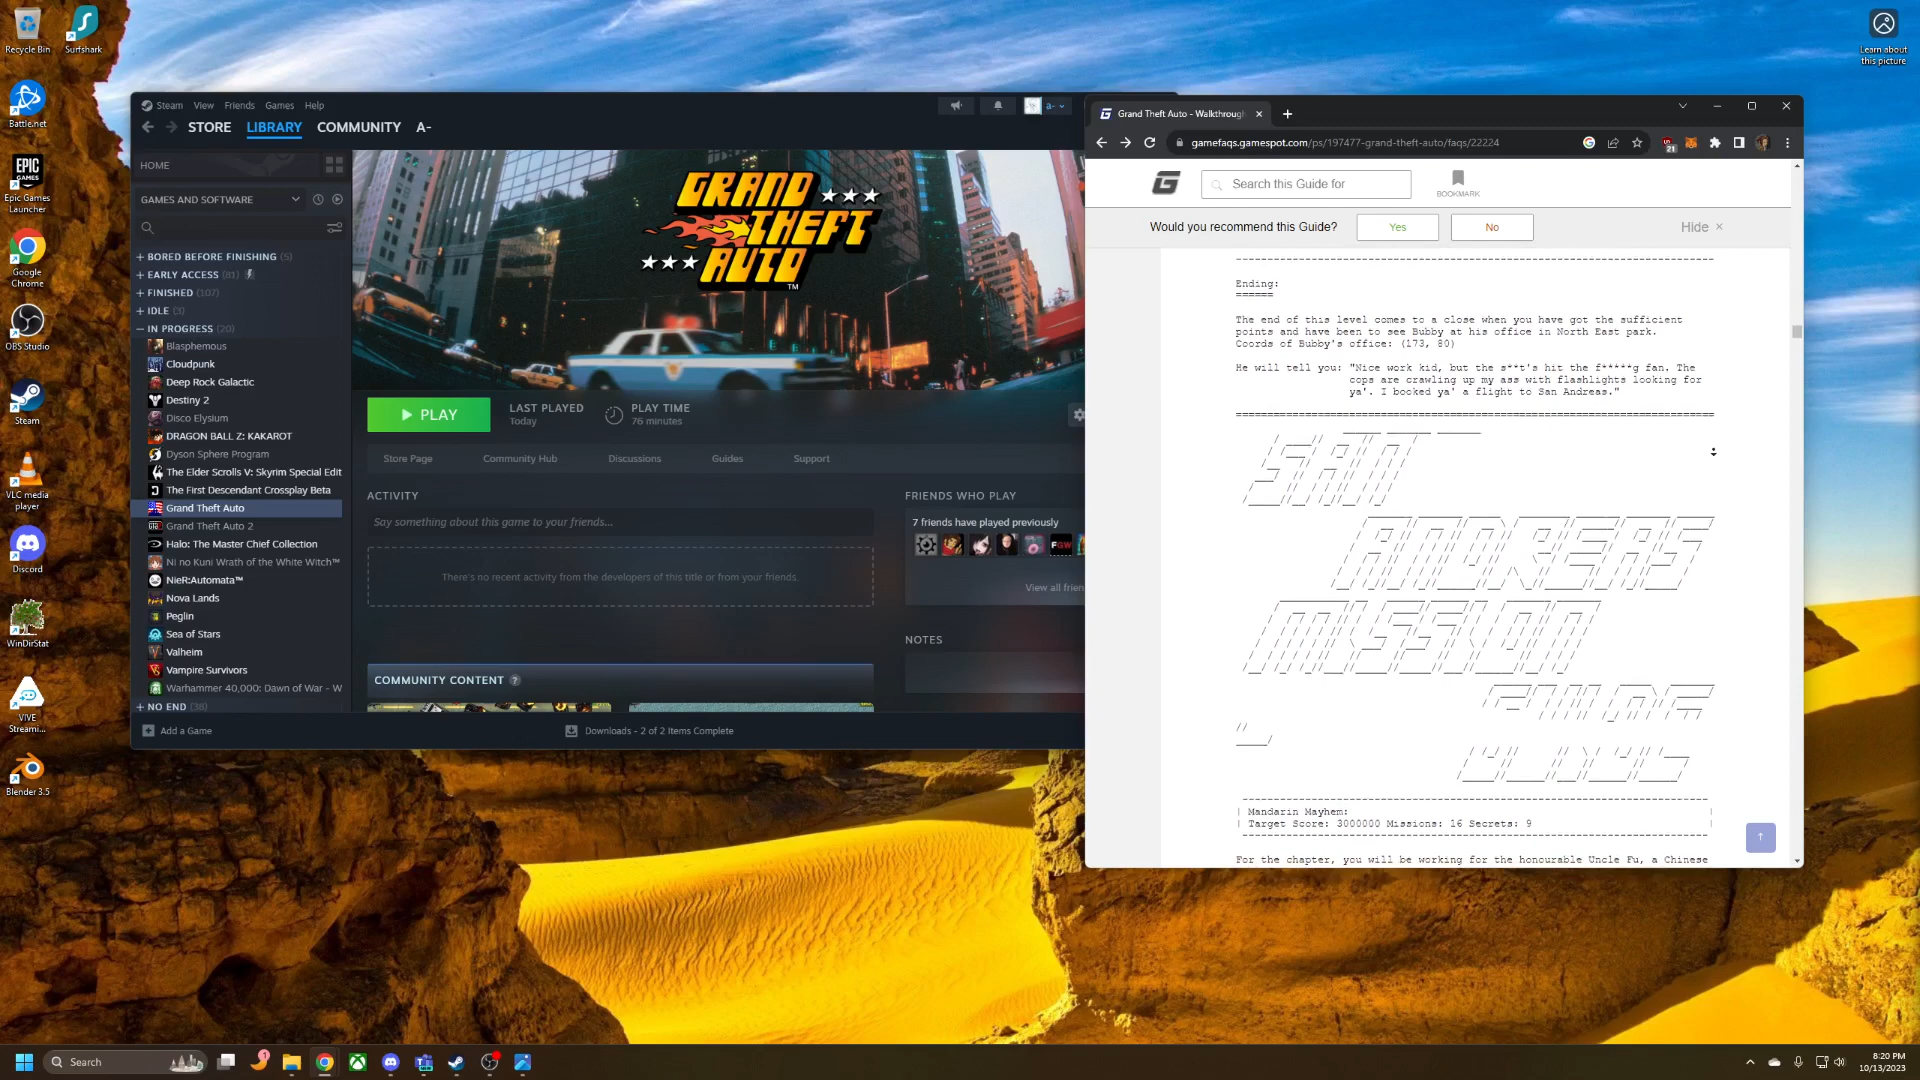 Recycle Bin
Surfshark
Battle.net
Epic Games
Launcher
Google
Chrome
OBS Studio
Steam
VLC media
player
Discord
WinDirStat
VIVE
Streami...
Blender 3.5
Learn about
this picture
Steam View Friends Games Help
a-
STORE LIBRARY COMMUNITY A-
HOME
GAMES AND SOFTWARE
+ BORED BEFORE FINISHING (5)
+ EARLY ACCESS (81)
+ FINISHED (107)
+ IDLE (3)
— IN PROGRESS (20)
Blasphemous
Cloudpunk
Deep Rock Galactic
Destiny 2
Disco Elysium
DRAGON BALL Z: KAKAROT
Dyson Sphere Program
The Elder Scrolls V: Skyrim Special Edit
The First Descendant Crossplay Beta
Grand Theft Auto
Grand Theft Auto 2
Halo: The Master Chief Collection
Ni no Kuni Wrath of the White Witch™
NieR:Automata™
Nova Lands
Peglin
Sea of Stars
Valheim
Vampire Survivors
Warhammer 40,000: Dawn of War - W
+ NO END (38)
Add a Game
GRAND
THEFT
AUTO
TM
PLAY
LAST PLAYED
Today
PLAY TIME
76 minutes
Store Page Community Hub Discussions Guides Support
ACTIVITY
Say something about this game to your friends...
There's no recent activity from the developers of this title or from your friends.
FRIENDS WHO PLAY
7 friends have played previously
FGW
View all frien
NOTES
COMMUNITY CONTENT ?
Downloads - 2 of 2 Items Complete
Grand Theft Auto - Walkthrough
gamefaqs.gamespot.com/ps/197477-grand-theft-auto/faqs/22224
21
Search this Guide for
BOOKMARK
Would you recommend this Guide? Yes No Hide ×
Ending:
======
The end of this level comes to a close when you have got the sufficient
points and have been to see Bubby at his office in North East park.
Coords of Bubby's office: (173, 80)
He will tell you: "Nice work kid, but the s**t's hit the f*****g fan. The
cops are crawling up my ass with flashlights looking for
ya'. I booked ya' a flight to San Andreas."
| Mandarin Mayhem: |
| Target Score: 3000000 Missions: 16 Secrets: 9 |
For the chapter, you will be working for the honourable Uncle Fu, a Chinese
Search
1
8:20 PM
10/13/2023